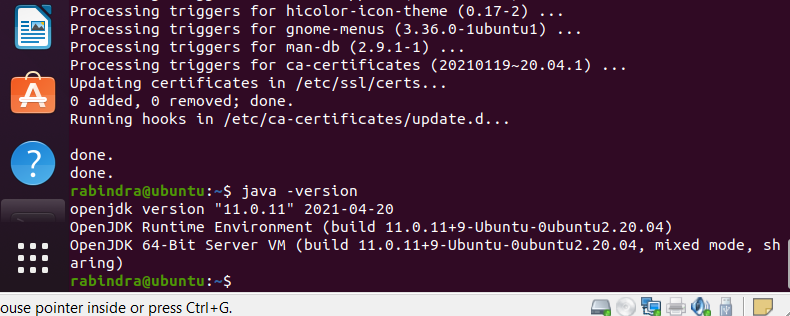 Processing triggers for hicolor-icon-theme (0.17-2) ...
Processing triggers for gnome-menus (3.36.0-1ubuntu1) ...
Processing triggers for man-db (2.9.1-1) ...
Processing triggers for ca-certificates (20210119~20.04.1) ...
Updating certificates in /etc/ssl/certs...
0 added, 0 removed; done.
Running hooks in /etc/ca-certificates/update.d...
done.
done.
rabindra@ubuntu:~$ java -version
openjdk version "11.0.11" 2021-04-20
OpenJDK Runtime Environment (build 11.0.11+9-Ubuntu-0ubuntu2.20.04)
OpenJDK 64-Bit Server VM (build 11.0.11+9-Ubuntu-0ubuntu2.20.04, mixed mode, sh
aring)
rabindra@ubuntu:~$
ouse pointer inside or press Ctrl+G.